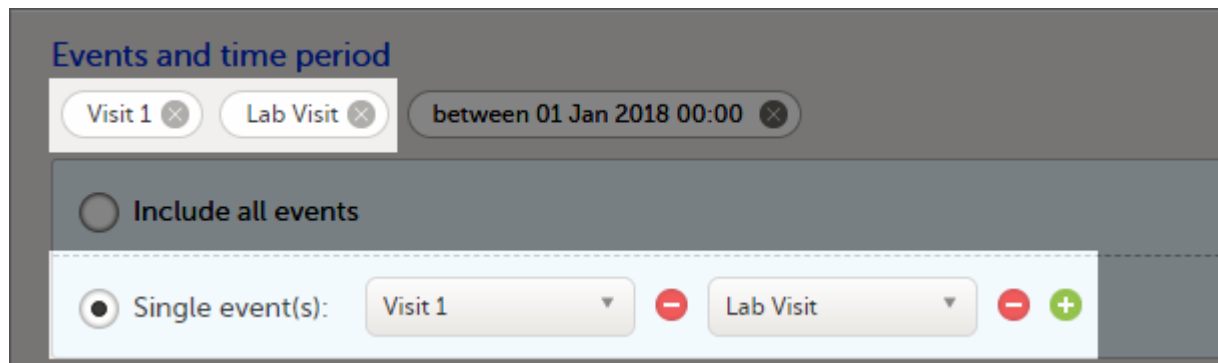 Events and time period
Visit 1 Lab Visit between 01 Jan 2018 00:00
Include all events
Single event(s): Visit 1 Lab Visit